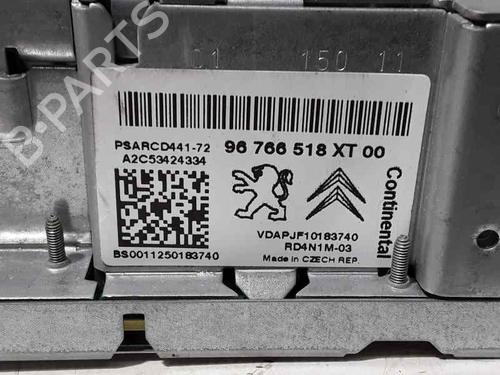 B-PARTS
01 150 11
PSARCD441-72 96 766 518 XT 00
A2C53424334
Continental
VDAPJF10183740
RD4N1M-03
BS0011250183740 Made in CZECH REP.